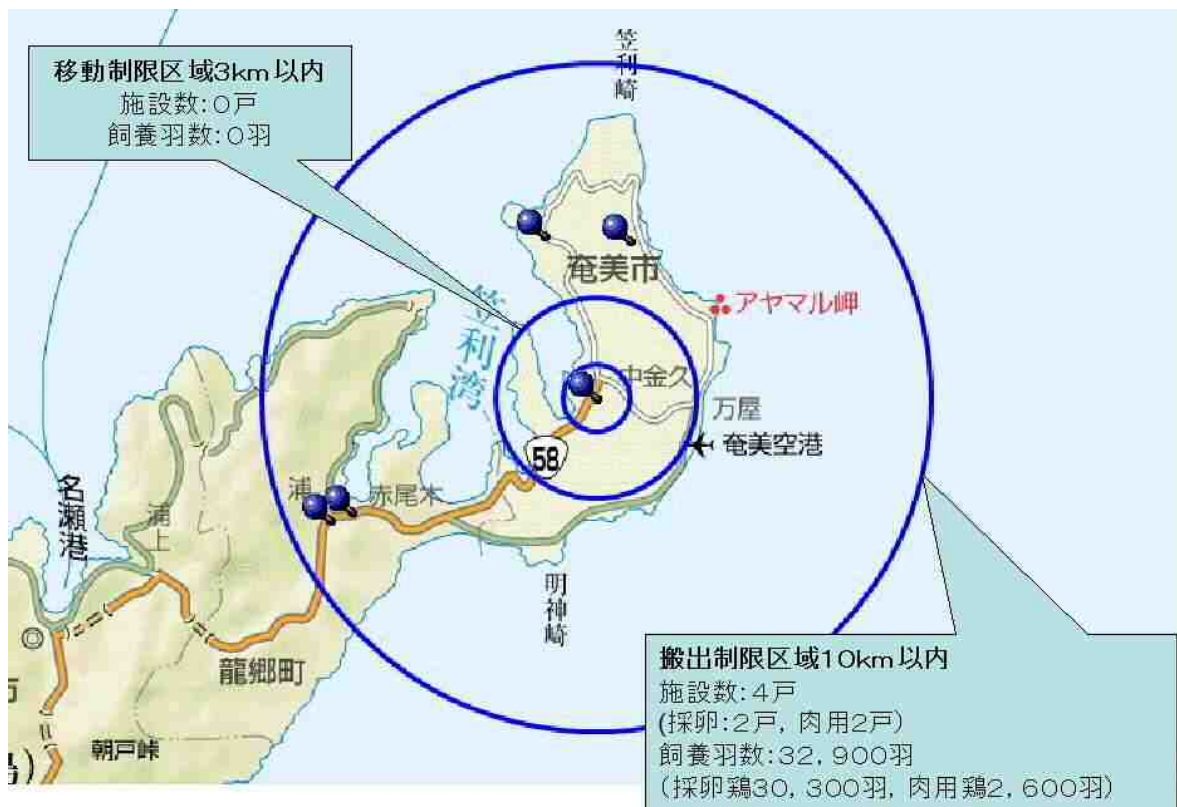 移動制限区域3km以内
施設数:0戸
飼養羽数:0羽
笠利崎
奄美市
アヤマル岬
笠利湾
中金久
万屋
奄美空港
58
浦
赤尾木
名瀬港
浦上
明神崎
龍郷町
朝戸峠
市
島)
搬出制限区域10km以内
施設数:4戸
(採卵:2戸, 肉用2戸)
飼養羽数:32, 900羽
(採卵鶏30, 300羽, 肉用鶏2, 600羽)